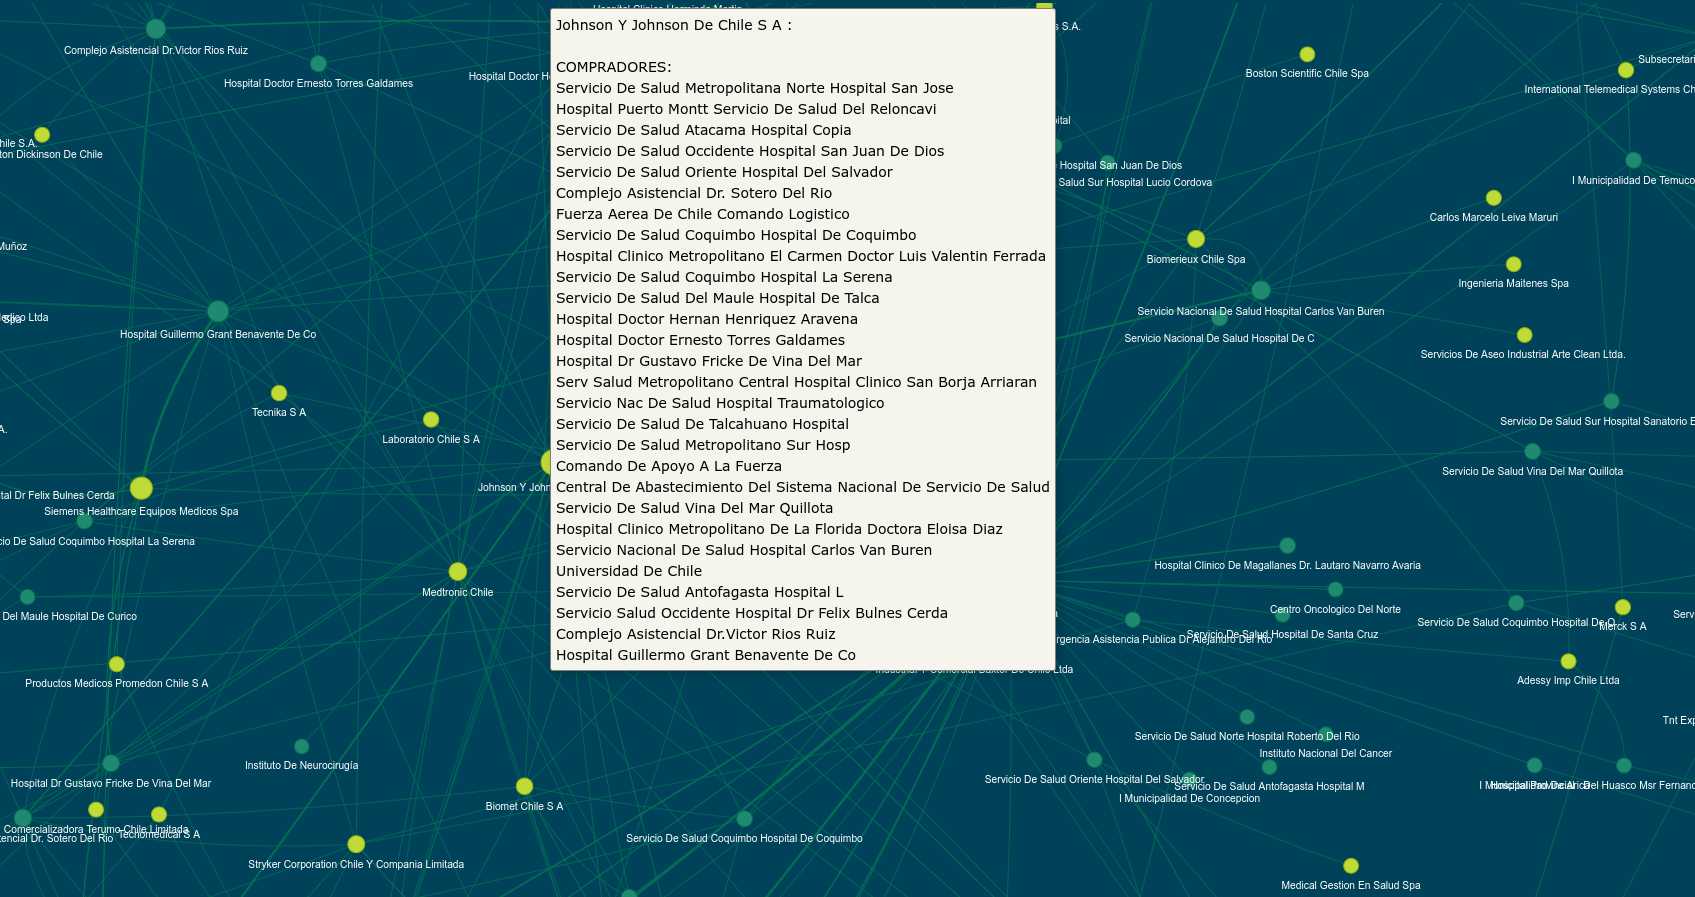 Johnson Y Johnson De Chile S A :
COMPRADORES:
Servicio De Salud Metropolitana Norte Hospital San Jose
Hospital Puerto Montt Servicio De Salud Del Reloncavi
Servicio De Salud Atacama Hospital Copia
Servicio De Salud Occidente Hospital San Juan De Dios
Servicio De Salud Oriente Hospital Del Salvador
Complejo Asistencial Dr. Sotero Del Rio
Fuerza Aerea De Chile Comando Logistico
Servicio De Salud Coquimbo Hospital De Coquimbo
Hospital Clinico Metropolitano El Carmen Doctor Luis Valentin Ferrada
Servicio De Salud Coquimbo Hospital La Serena
Servicio De Salud Del Maule Hospital De Talca
Hospital Doctor Hernan Henriquez Aravena
Hospital Doctor Ernesto Torres Galdames
Hospital Dr Gustavo Fricke De Vina Del Mar
Serv Salud Metropolitano Central Hospital Clinico San Borja Arriaran
Servicio Nac De Salud Hospital Traumatologico
Servicio De Salud De Talcahuano Hospital
Servicio De Salud Metropolitano Sur Hosp
Comando De Apoyo A La Fuerza
Central De Abastecimiento Del Sistema Nacional De Servicio De Salud
Servicio De Salud Vina Del Mar Quillota
Hospital Clinico Metropolitano De La Florida Doctora Eloisa Diaz
Servicio Nacional De Salud Hospital Carlos Van Buren
Universidad De Chile
Servicio De Salud Antofagasta Hospital L
Servicio Salud Occidente Hospital Dr Felix Bulnes Cerda
Complejo Asistencial Dr.Victor Rios Ruiz
Hospital Guillermo Grant Benavente De Co
Complejo Asistencial Dr.Victor Rios Ruiz
Hospital Doctor Ernesto Torres Galdames
Hospital Doctor
hile S.A.
ton Dickinson De Chile
Muñoz
Ltda
Hospital Guillermo Grant Benavente De Co
Tecnika S A
Laboratorio Chile S A
A.
Johnson Y John
tal Dr Felix Bulnes Cerda
Siemens Healthcare Equipos Medicos Spa
cio De Salud Coquimbo Hospital La Serena
Medtronic Chile
Del Maule Hospital De Curico
Productos Medicos Promedon Chile S A
Instituto De Neurocirugía
Hospital Dr Gustavo Fricke De Vina Del Mar
Comercializadora Terumo Chile Limitada
encial Dr. Sotero Del Rio
Tecnomedical S A
Biomet Chile S A
Stryker Corporation Chile Y Compania Limitada
Servicio De Salud Coquimbo Hospital De Coquimbo
s S.A.
Boston Scientific Chile Spa
Subsecretari
International Telemedical Systems Ch
ital
Hospital San Juan De Dios
Salud Sur Hospital Lucio Cordova
I Municipalidad De Temuco
Carlos Marcelo Leiva Maruri
Biomerieux Chile Spa
Ingenieria Maitenes Spa
Servicio Nacional De Salud Hospital Carlos Van Buren
Servicio Nacional De Salud Hospital De C
Servicios De Aseo Industrial Arte Clean Ltda.
Servicio De Salud Sur Hospital Sanatorio E
Servicio De Salud Vina Del Mar Quillota
Hospital Clinico De Magallanes Dr. Lautaro Navarro Avaria
Centro Oncologico Del Norte
Servicio De Salud Coquimbo Hospital De O
Merck S A
Serv
rgencia Asistencia Publica Dr Alejandro Del Rio
Servicio De Salud Hospital De Santa Cruz
Adessy Imp Chile Ltda
Tnt Exp
Servicio De Salud Norte Hospital Roberto Del Rio
Instituto Nacional Del Cancer
Servicio De Salud Oriente Hospital Del Salvador
Servicio De Salud Antofagasta Hospital M
I Municipalidad De Concepcion
Del Huasco Msr Fernand
Medical Gestion En Salud Spa